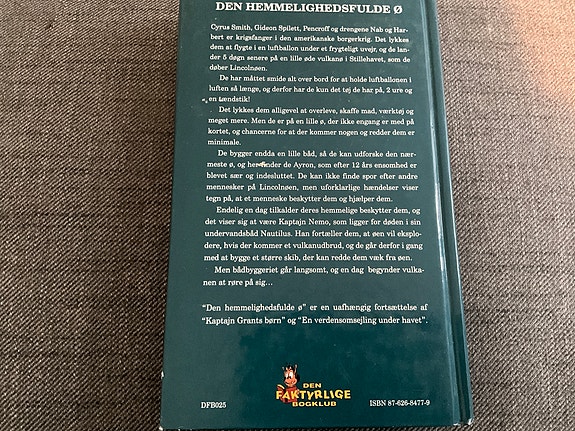 DEN HEMMELIGHEDSFULDE Ø
Cyrus Smith, Gideon Spilett, Pencroff og drengene Nab og Har-
bert er krigsfanger i den amerikanske borgerkrig. Det lykkes
dem at flygte i en luftballon under et frygteligt uvejr, og de lan-
der 5 døgn senere på en lille øde vulkanø i Stillehavet, som de
døber Lincolnøen.
De har måttet smide alt over bord for at holde luftballonen i
luften så længe, og derfor har de kun det tøj de har på, 2 ure og
en tændstik!
Det lykkes dem alligevel at overleve, skaffe mad, værktøj og
meget mere. Men de er på en lille ø, der ikke engang er med på
kortet, og chancerne for at der kommer nogen og redder dem er
minimale.
De bygger endda en lille båd, så de kan udforske den nær-
meste ø, og her finder de Ayron, som efter 12 års ensomhed er
blevet sær og indesluttet. De kan ikke finde spor efter andre
mennesker på Lincolnøen, men uforklarlige hændelser viser
tegn på, at et menneske beskytter dem og hjælper dem.
Endelig en dag tilkalder deres hemmelige beskytter dem, og
det viser sig at være Kaptajn Nemo, som ligger for døden i sin
undervandsbåd Nautilus. Han fortæller dem, at øen vil eksplo-
dere, hvis der kommer et vulkanudbrud, og de går derfor i gang
med at bygge et større skib, der kan redde dem væk fra øen.
Men bådbyggeriet går langsomt, og en dag begynder vulka-
nen at røre på sig...
"Den hemmelighedsfulde ø" er en uafhængig fortsættelse af
"Kaptajn Grants børn" og "En verdensomsejling under havet".
DEN
FAKTYRLIGE
BOGKLUB
DFB025
ISBN 87-626-8477-9